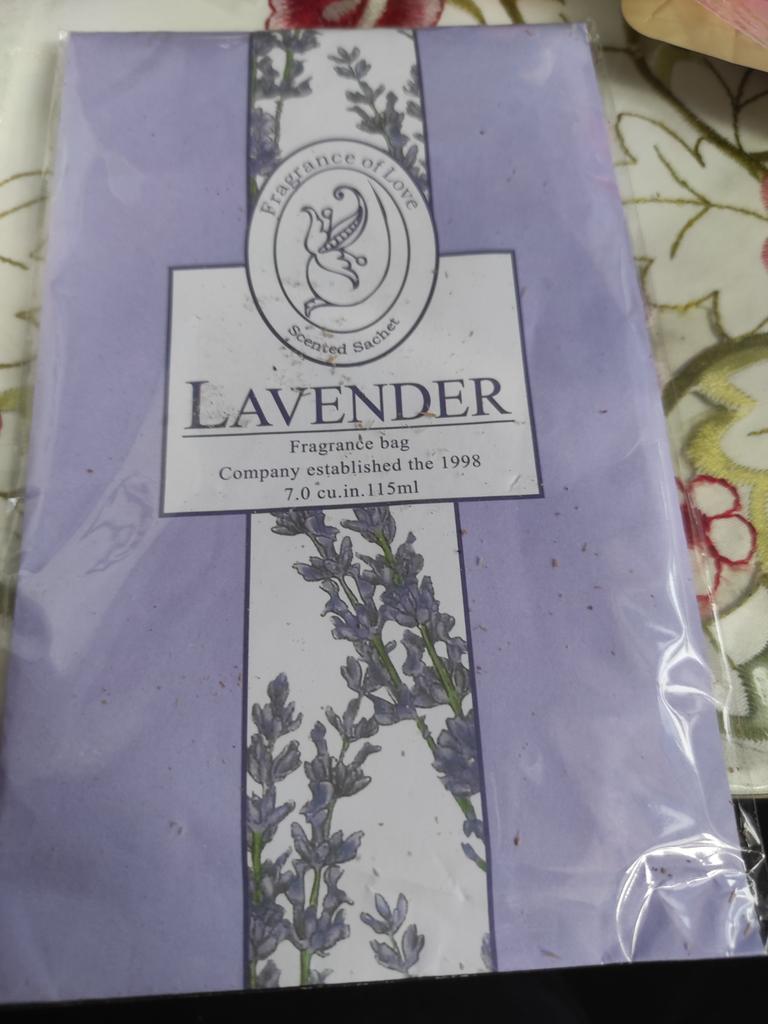 Fragrance of Love
Scented Sachet
LAVENDER
Fragrance bag
Company established the 1998
7.0 cu.in.115ml